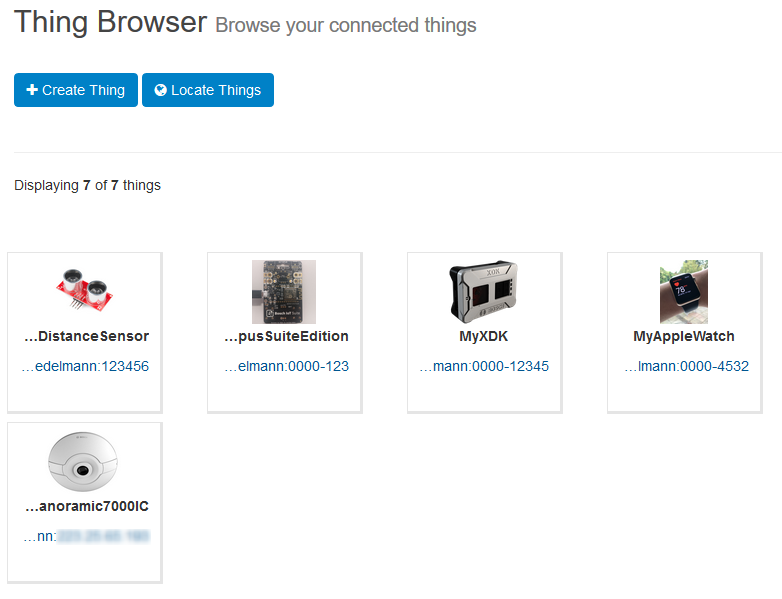 Thing Browser Browse your connected things
Create Thing Locate Things
Displaying 7 of 7 things
…DistanceSensor
…edelmann:123456
…pusSuiteEdition
…elmann:0000-123
MyXDK
…mann:0000-12345
MyAppleWatch
…lmann:0000-4532
…anoramic7000IC
…nn: